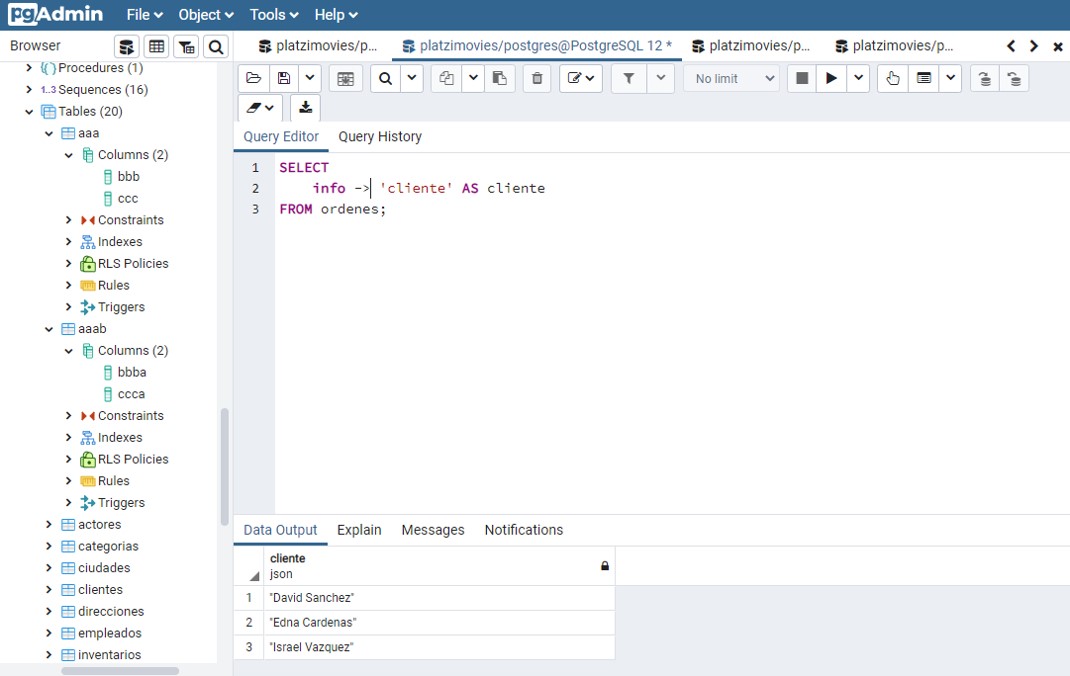 pgAdmin File Object Tools Help
Browser
platzimovies/p... platzimovies/postgres@PostgreSQL 12 * platzimovies/p... platzimovies/p...
No limit
Procedures (1)
1..3 Sequences (16)
Tables (20)
aaa
Columns (2)
bbb
ccc
Constraints
Indexes
RLS Policies
Rules
Triggers
aaab
Columns (2)
bbba
ccca
Constraints
Indexes
RLS Policies
Rules
Triggers
actores
categorias
ciudades
clientes
direcciones
empleados
inventarios
Query Editor Query History
1 SELECT
2 info -> 'cliente' AS cliente
3 FROM ordenes;
Data Output Explain Messages Notifications
cliente
json
1 "David Sanchez"
2 "Edna Cardenas"
3 "Israel Vazquez"